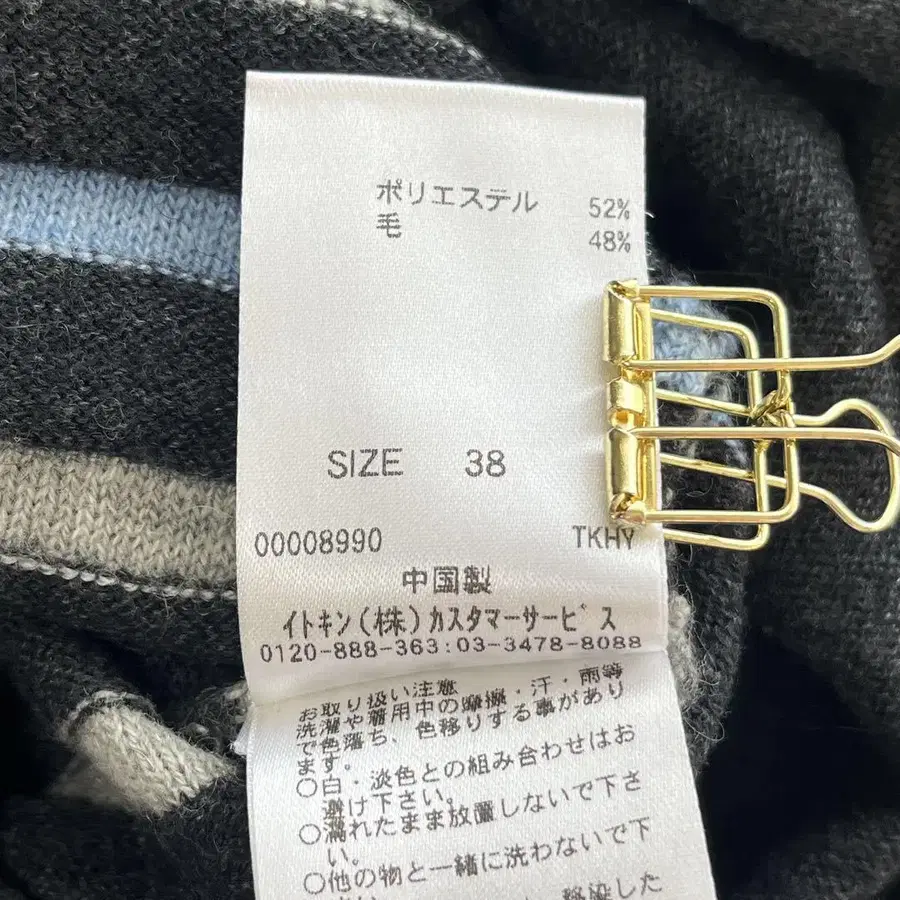 ポリエステル 52%
毛 48%
SIZE 38
00008990 TKHY
中国製
イトキン(株)カスタマーサービス
0120-888-363:03-3478-8088
お取り扱い注意
洗濯や着用中の摩擦・汗・雨等
で色落ち、色移りする事があり
ます。
○白・淡色との組み合わせはお
避け下さい。
○濡れたまま放置しないで下さ
い。
○他の物と一緒に洗わないで下